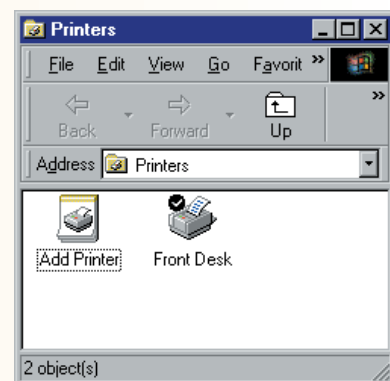 Printers
File Edit View Go Favorit »
Back Forward Up »
Address Printers
Add Printer Front Desk
2 object(s)